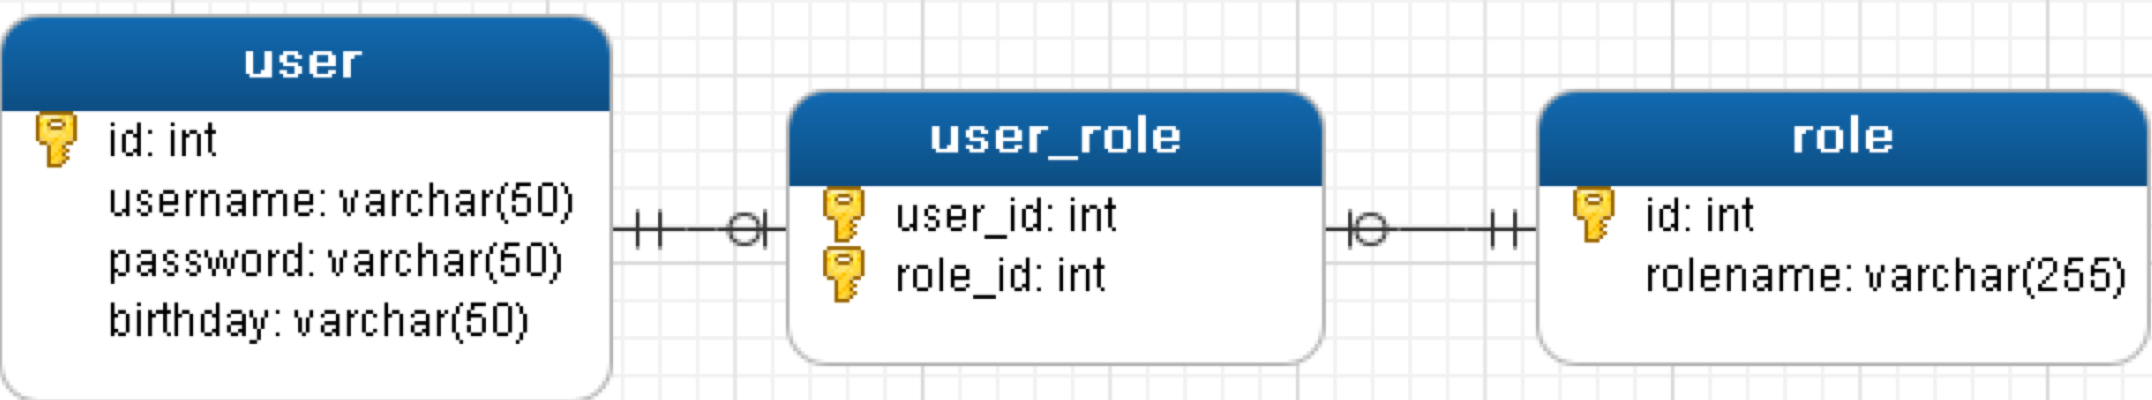 user
id: int
username: varchar(50)
password: varchar(50)
birthday: varchar(50)
user_role
user_id: int
role_id: int
role
id: int
rolename: varchar(255)